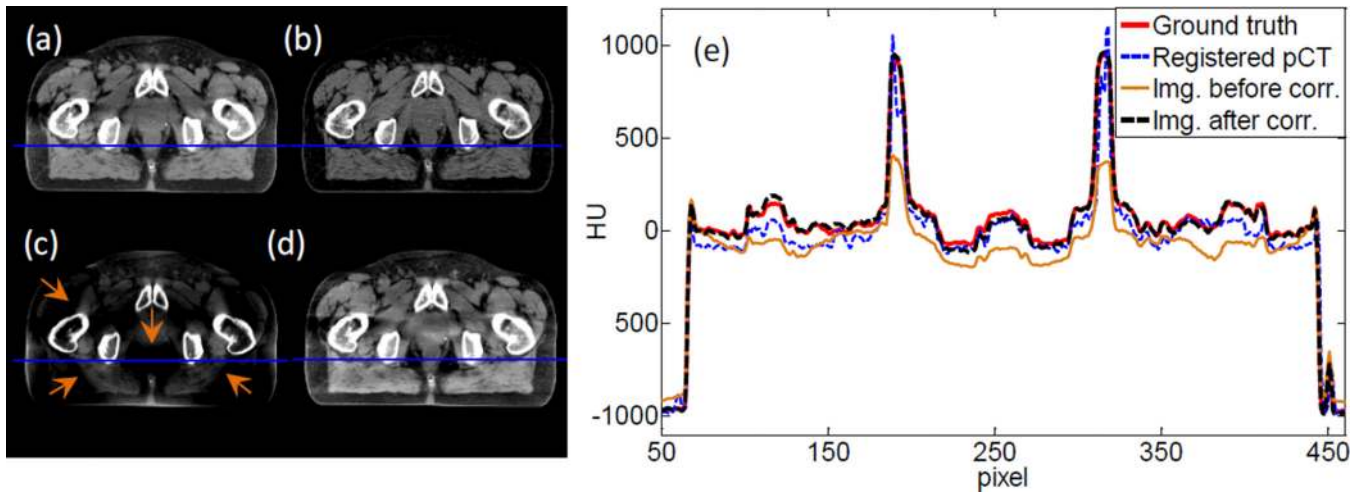 (a)
(b)
(c)
(d)
(e)
Ground truth
Registered pCT
Img. before corr.
Img. after corr.
1000
500
0
500
-1000
HU
50
150
250
350
450
pixel